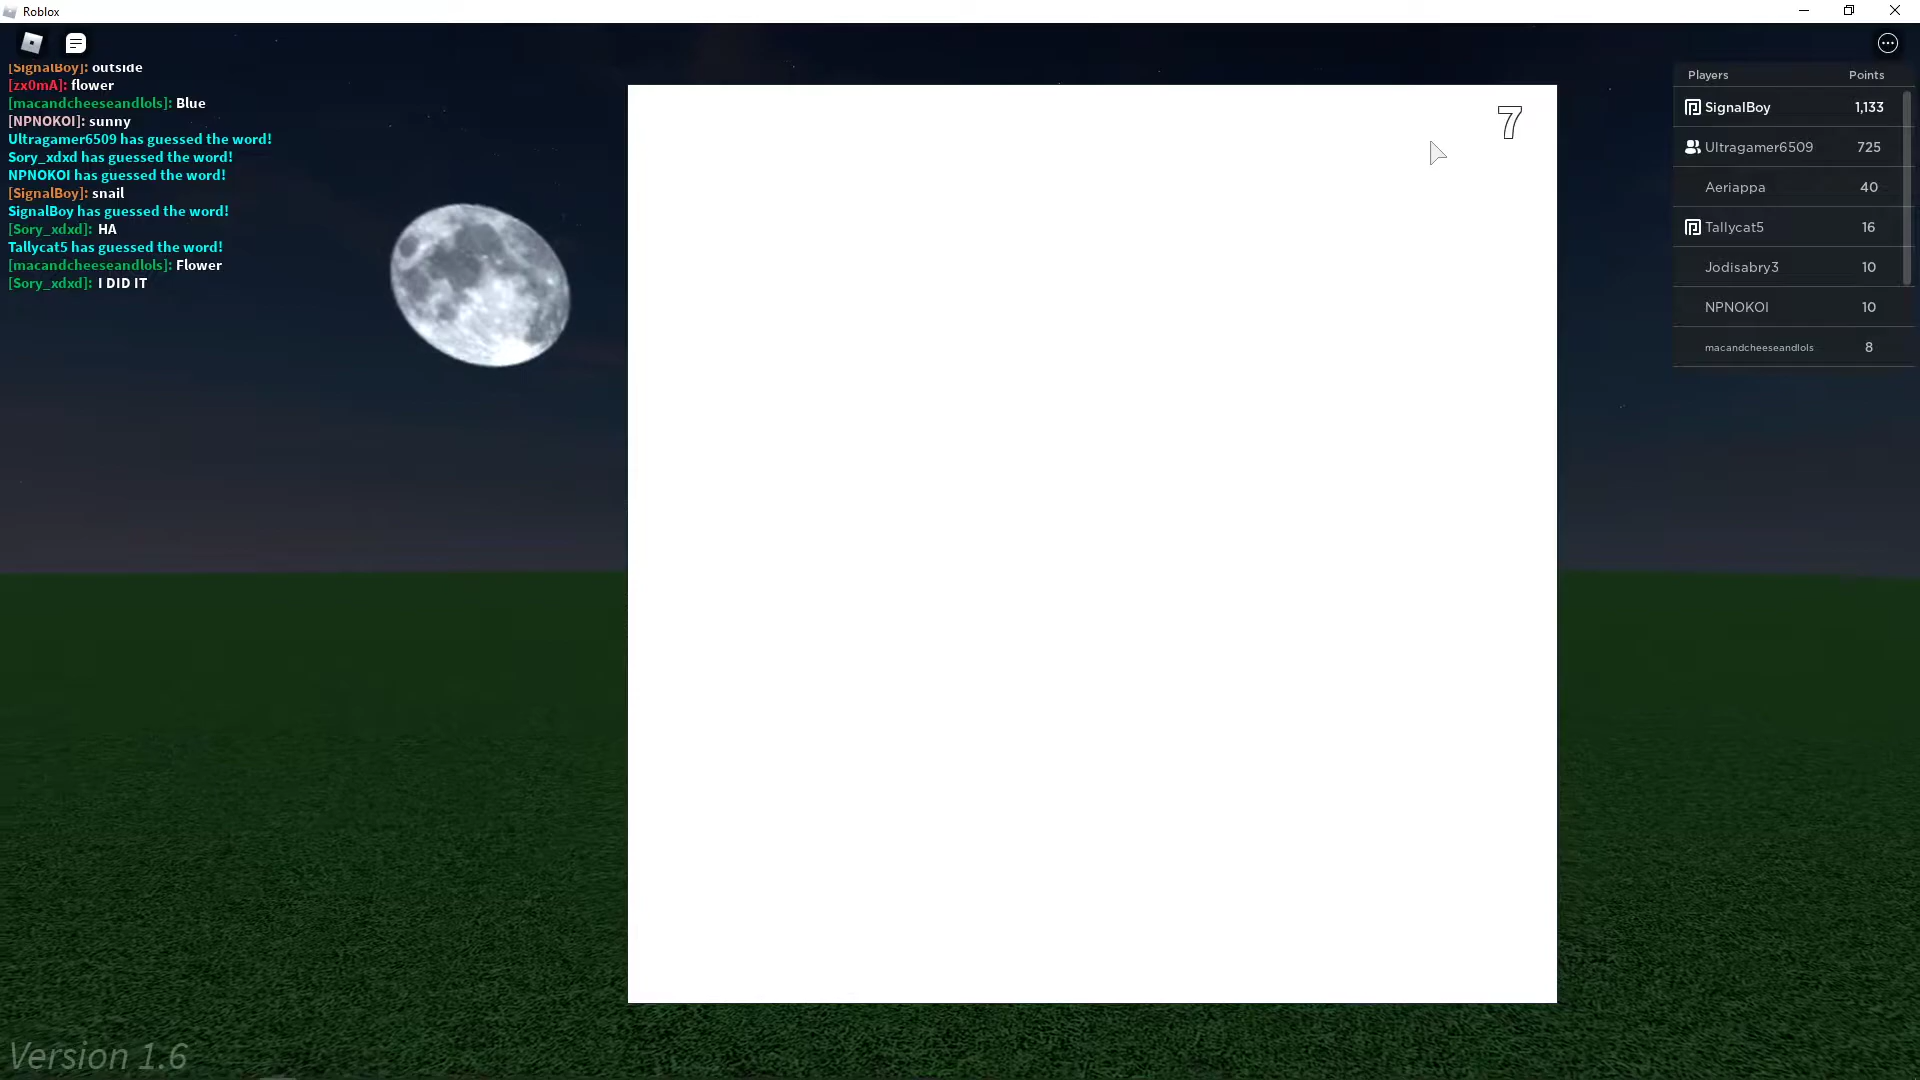 Roblox
[SignalBoy]: outside
[zx0mA]: flower
[macandcheeseandlols]: Blue
[NPNOKOI]: sunny
Ultragamer6509 has guessed the word!
Sory_xdxd has guessed the word!
NPNOKOI has guessed the word!
[SignalBoy]: snail
SignalBoy has guessed the word!
[Sory_xdxd]: HA
Tallycat5 has guessed the word!
[macandcheeseandlols]: Flower
[Sory_xdxd]: I DID IT
7
Players Points
SignalBoy 1,133
Ultragamer6509 725
Aeriappa 40
Tallycat5 16
Jodisabry3 10
NPNOKOI 10
macandcheeseandlols 8
Version 1.6